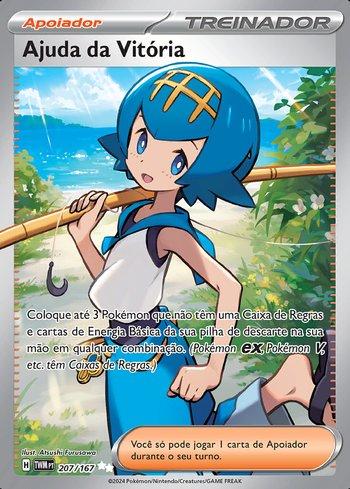 Apoiador
TREINADOR
Ajuda da Vitória
Coloque até 3 Pokémon que não têm uma Caixa de Regras
e cartas de Energia Básica da sua pilha de descarte na sua
mão em qualquer combinação. (Pokémon ex, Pokémon V,
etc. têm Caixas de Regras.)
Você só pode jogar 1 carta de Apoiador
durante o seu turno.
Ilust. Atsushi Furusawa
H TWM PT 207/167
©2024 Pokémon/Nintendo/Creatures/GAME FREAK